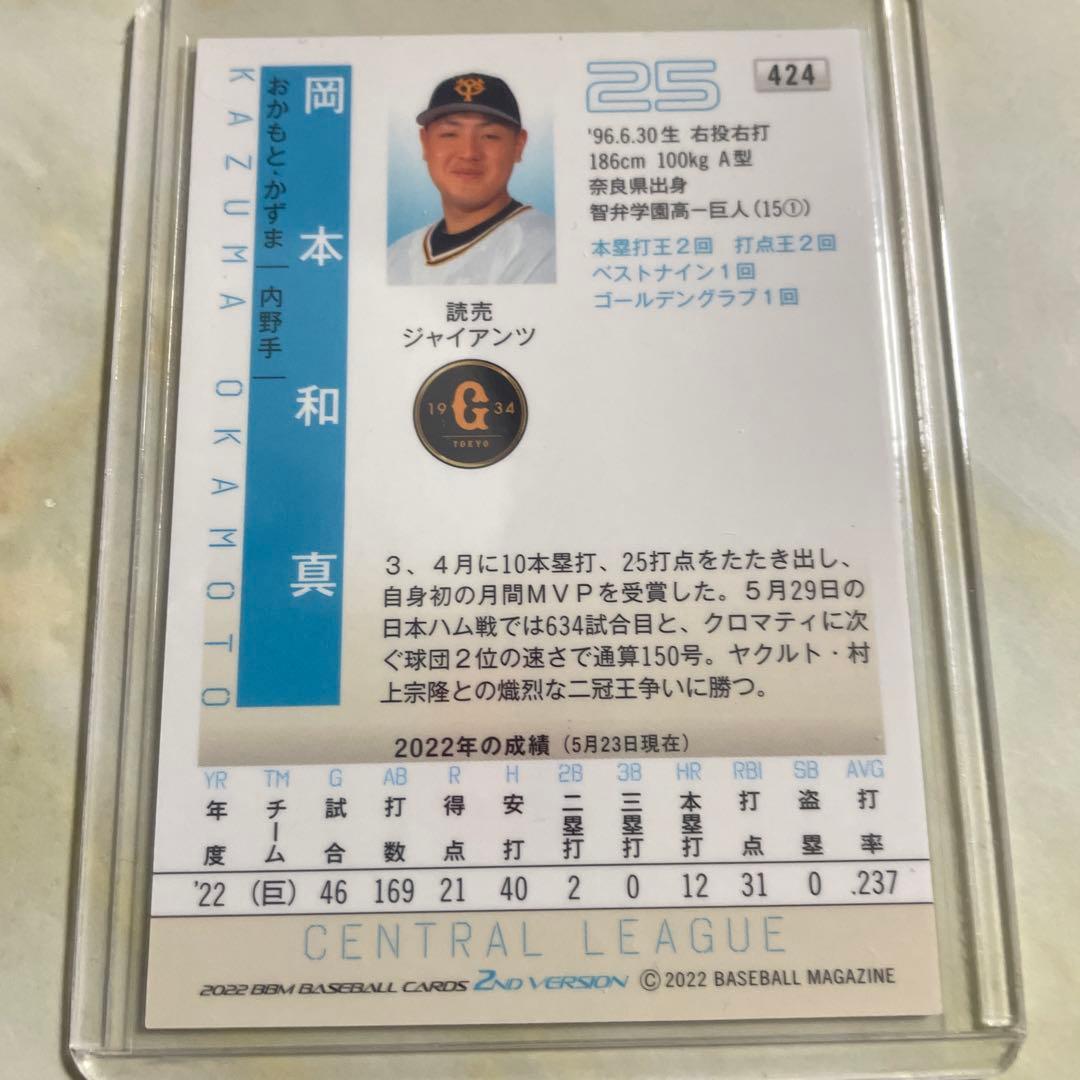 岡本和真
おかもと・かずま ― 内野手 ―
KAZUMA OKAMOTO
読売
ジャイアンツ
19 G 34
TOKYO
25
424
'96.6.30生 右投右打
186cm 100kg A型
奈良県出身
智弁学園高ー巨人(15①)
本塁打王2回 打点王2回
ベストナイン1回
ゴールデングラブ1回
3、4月に10本塁打、25打点をたたき出し、
自身初の月間MVPを受賞した。5月29日の
日本ハム戦では634試合目と、クロマティに次
ぐ球団2位の速さで通算150号。ヤクルト・村
上宗隆との熾烈な二冠王争いに勝つ。
2022年の成績(5月23日現在)
YR TM G AB R H 2B 3B HR RBI SB AVG
年度 チーム 試合 打数 得点 安打 二塁打 三塁打 本塁打 打点 盗塁 打率
'22 (巨) 46 169 21 40 2 0 12 31 0 .237
CENTRAL LEAGUE
2022 BBM BASEBALL CARDS 2ND VERSION ©2022 BASEBALL MAGAZINE